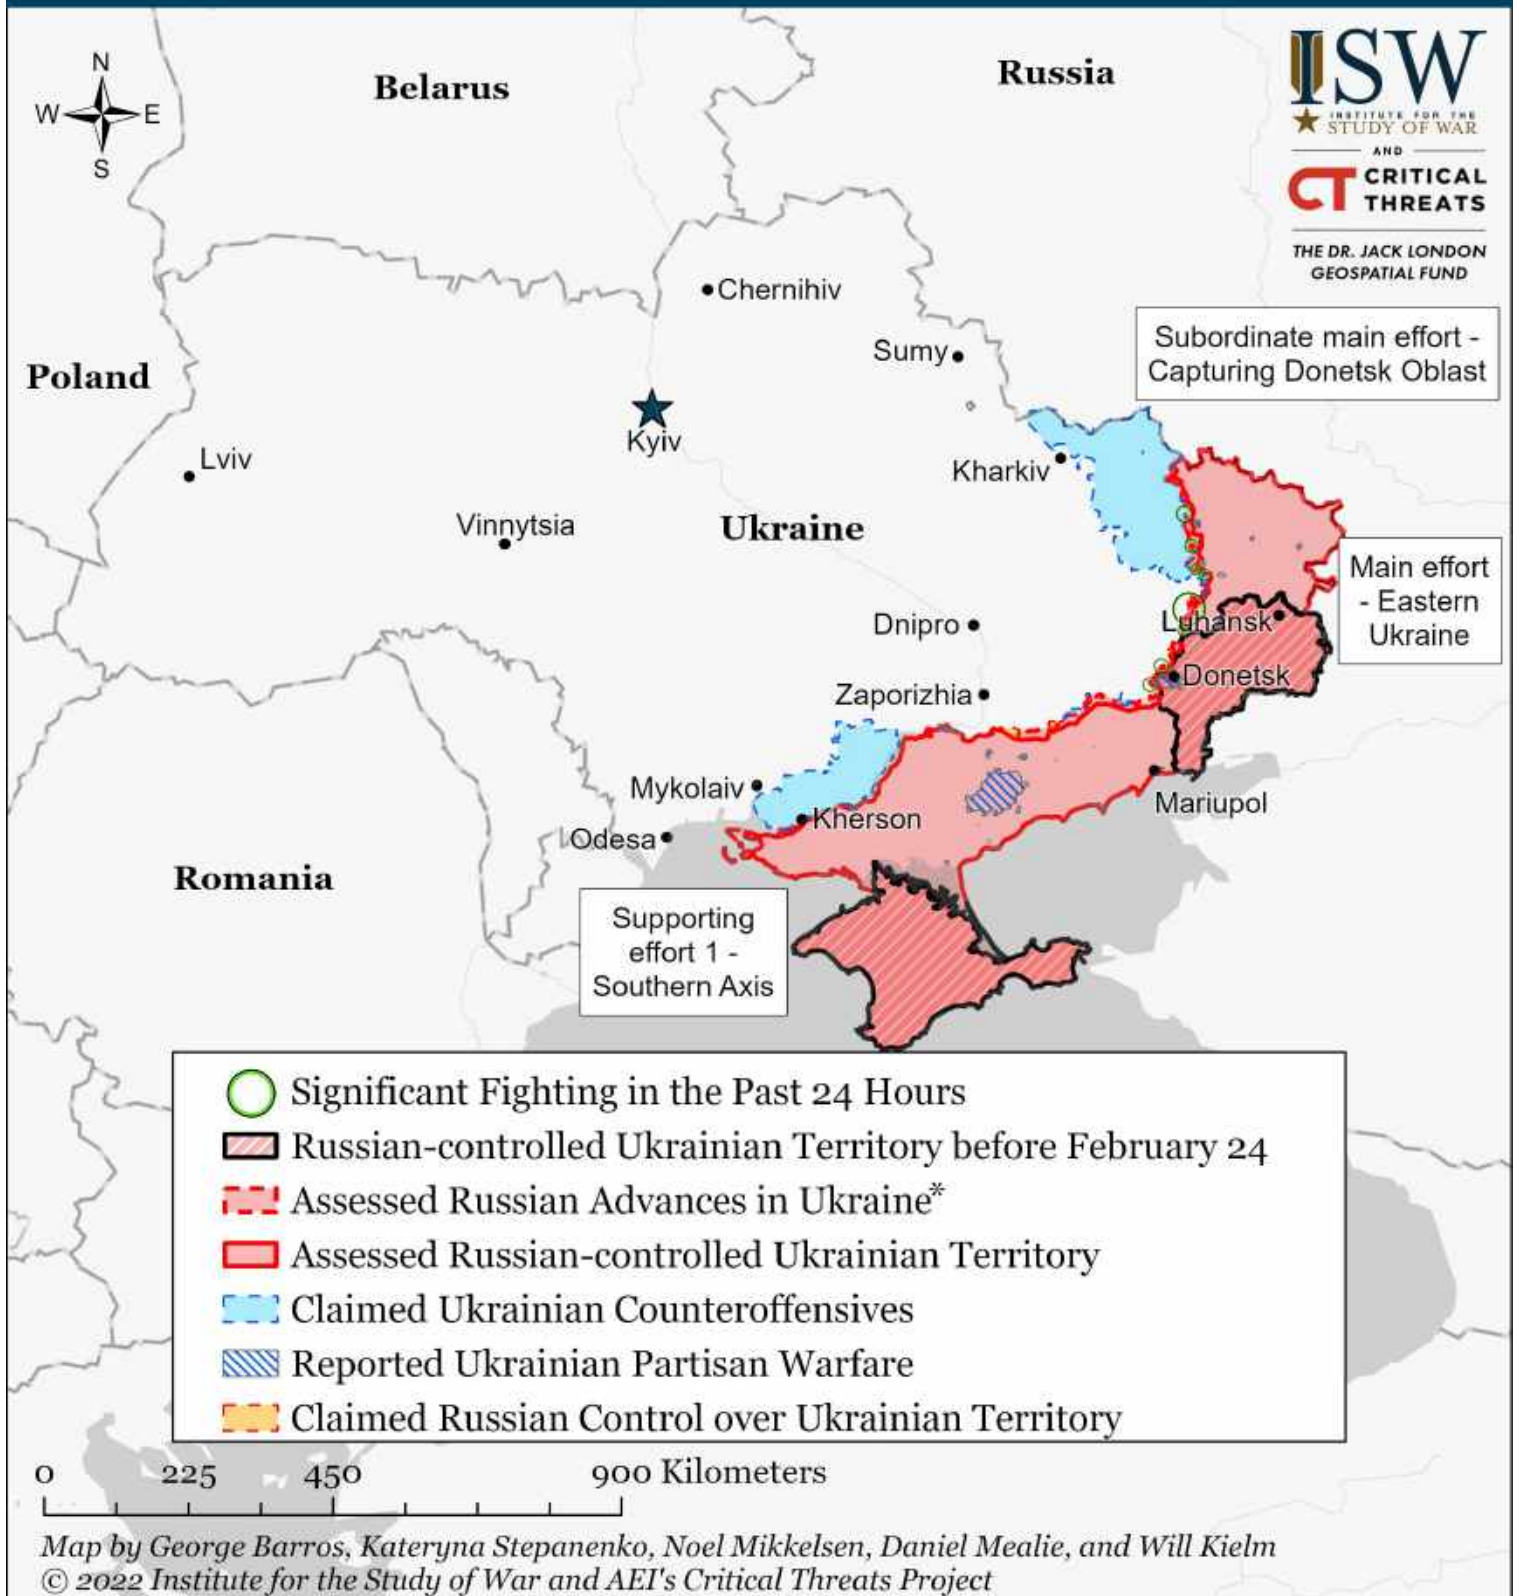 N
W E
S
Belarus
Russia
ISW
INSTITUTE FOR THE
STUDY OF WAR
AND
CT CRITICAL
THREATS
THE DR. JACK LONDON
GEOSPATIAL FUND
Chernihiv
Subordinate main effort -
Capturing Donetsk Oblast
Sumy
Poland
Kyiv
Lviv
Kharkiv
Vinnytsia
Ukraine
Main effort
- Eastern
Ukraine
Dnipro
Luhansk
Donetsk
Zaporizhia
Mykolaiv
Mariupol
Kherson
Odesa
Romania
Supporting
effort 1 -
Southern Axis
Significant Fighting in the Past 24 Hours
Russian-controlled Ukrainian Territory before February 24
Assessed Russian Advances in Ukraine*
Assessed Russian-controlled Ukrainian Territory
Claimed Ukrainian Counteroffensives
Reported Ukrainian Partisan Warfare
Claimed Russian Control over Ukrainian Territory
0 225 450 900 Kilometers
Map by George Barros, Kateryna Stepanenko, Noel Mikkelsen, Daniel Mealie, and Will Kielm
© 2022 Institute for the Study of War and AEI's Critical Threats Project